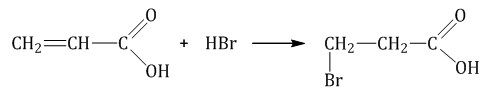 O O
CH₂=CH—C + HBr → CH₂—CH₂—C
OH Br OH